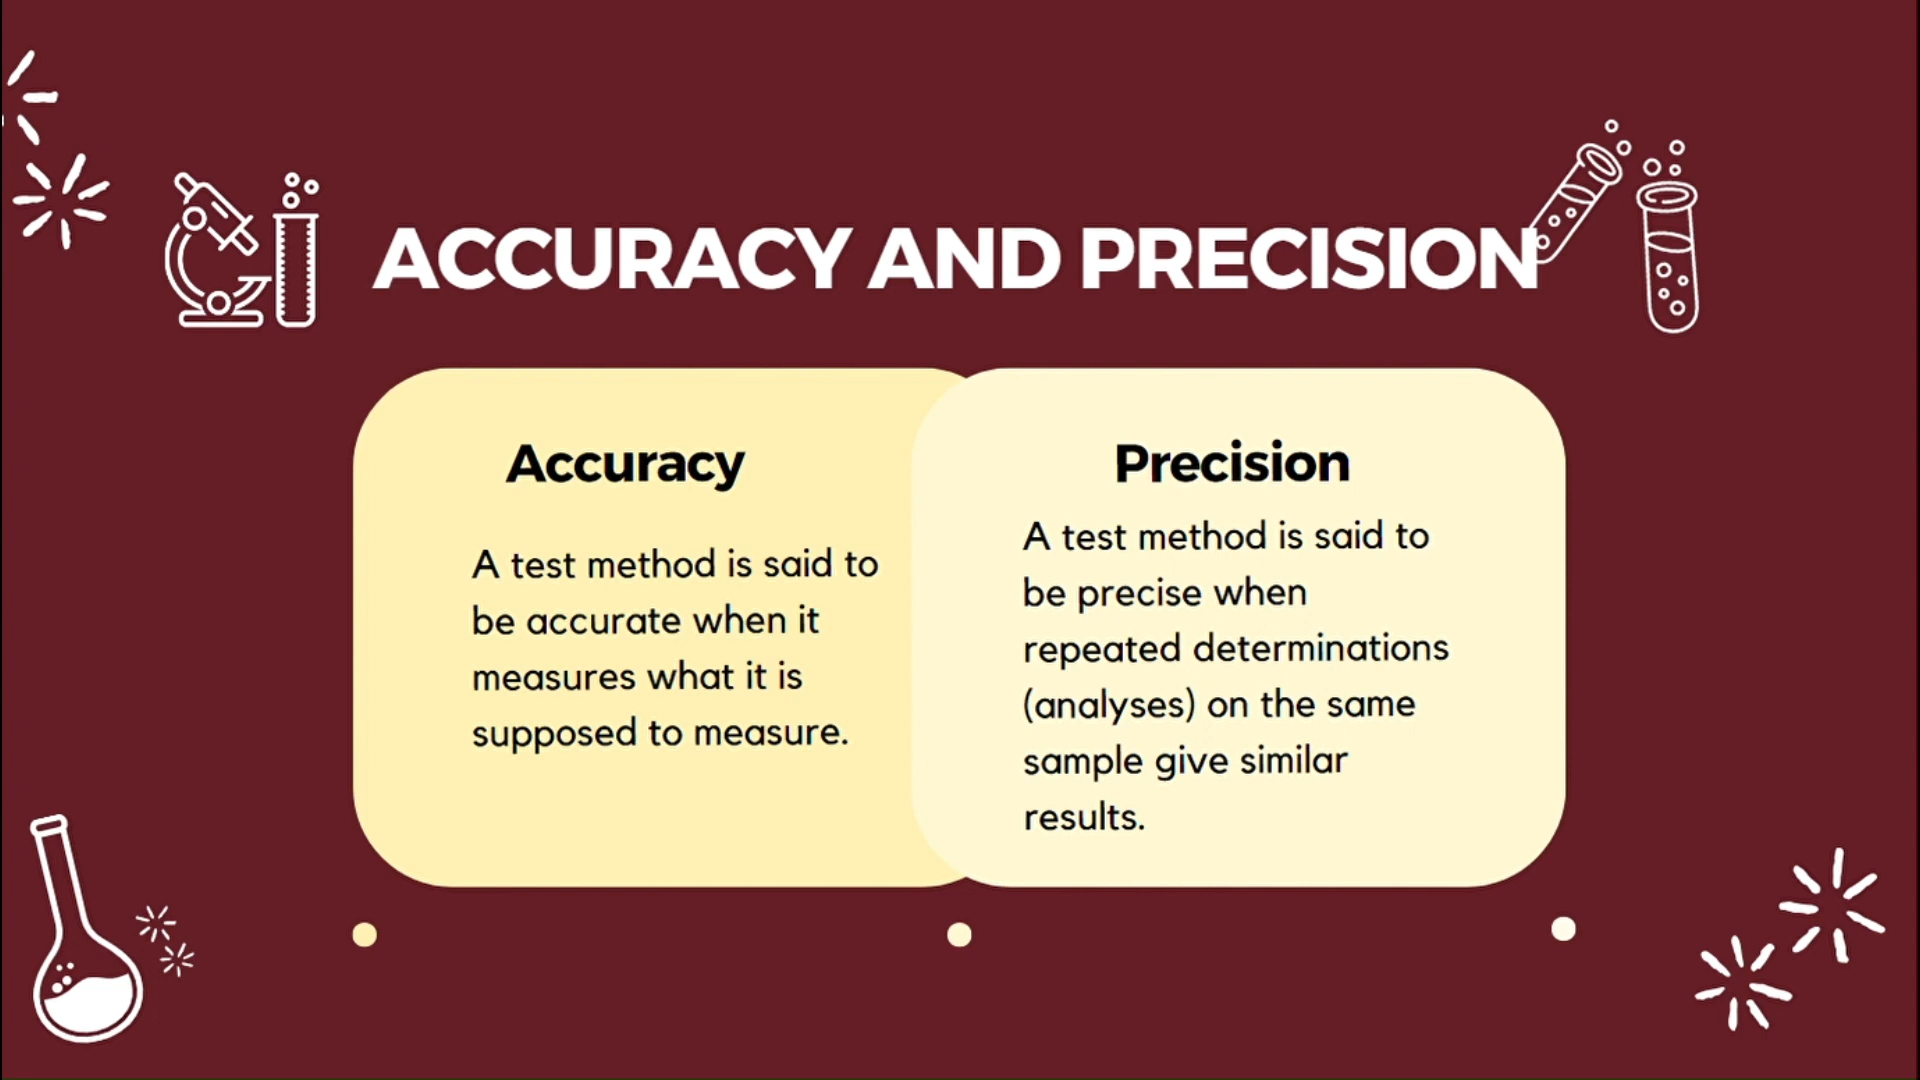 ACCURACY AND PRECISION
Accuracy
A test method is said to
be accurate when it
measures what it is
supposed to measure.
Precision
A test method is said to
be precise when
repeated determinations
(analyses) on the same
sample give similar
results.